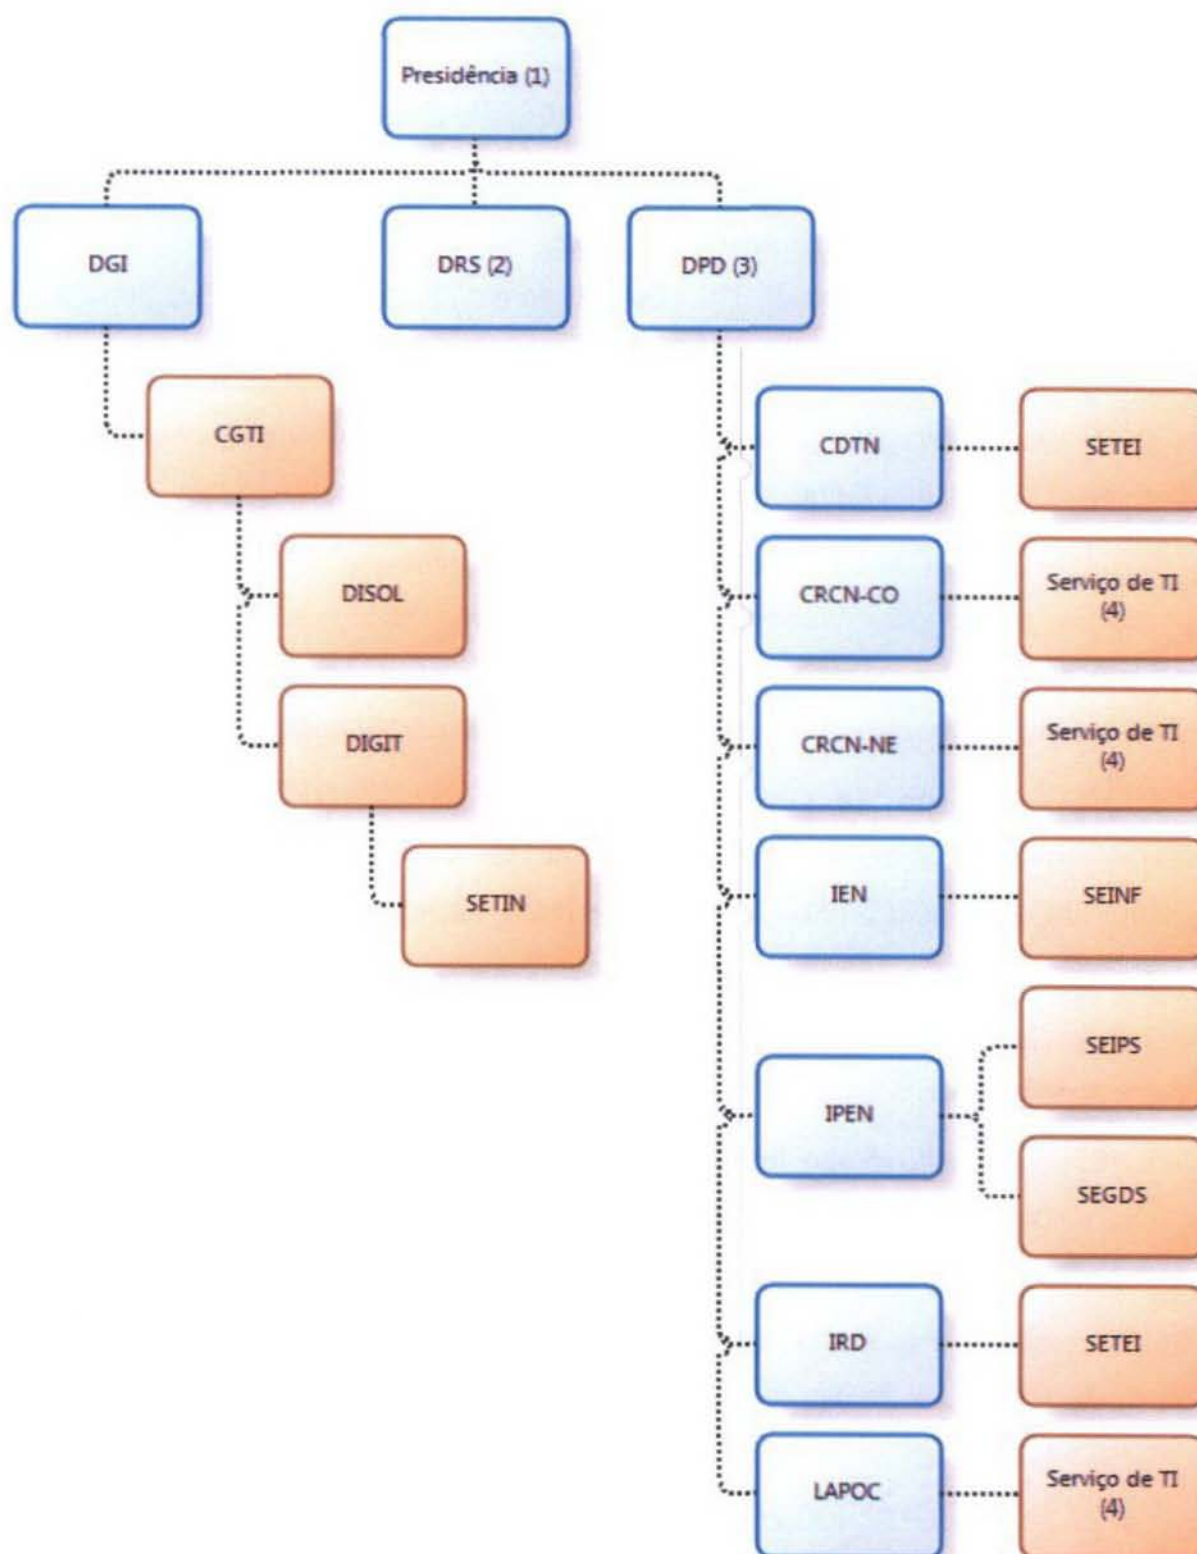 Presidência (1)
DGI
DRS (2)
DPD (3)
CGTI
DISOL
DIGIT
SETIN
CDTN
SETEI
CRCN-CO
Serviço de TI
(4)
CRCN-NE
Serviço de TI
(4)
IEN
SEINF
IPEN
SEIPS
SEGDS
IRD
SETEI
LAPOC
Serviço de TI
(4)